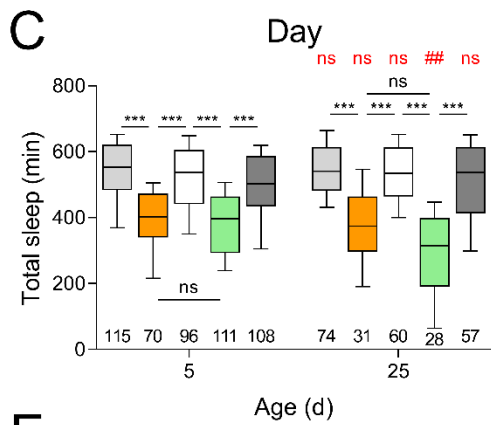 C
Day
ns ns ns ## ns
ns
*** *** *** *** *** *** *** ***
800
600
400
200
0
Total sleep (min)
ns
115 70 96 111 108 74 31 60 28 57
5 25
Age (d)